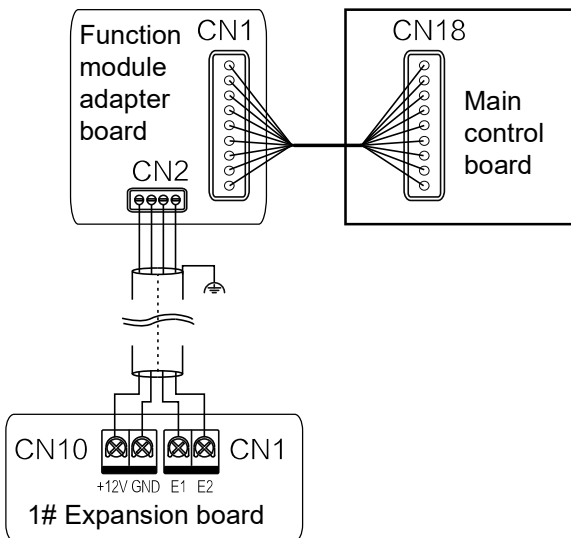 Function
module
adapter
board
CN1
CN18
Main
control
board
CN2
CN10
CN1
+12V GND E1 E2
1# Expansion board